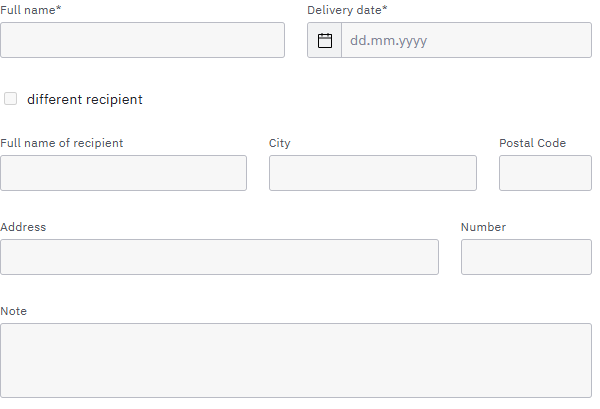 Full name* Delivery date*
dd.mm.yyyy
different recipient
Full name of recipient City Postal Code
Address Number
Note